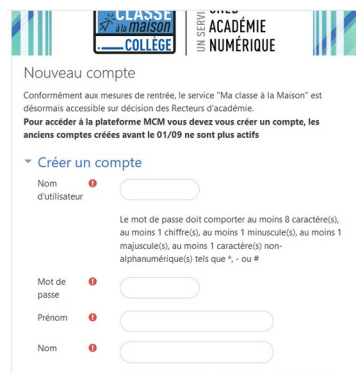 CLASSE
à la maison
COLLÈGE
UN SERVI
ACADÉMIE
NUMÉRIQUE
Nouveau compte
Conformément aux mesures de rentrée, le service "Ma classe à la Maison" est
désormais accessible sur décision des Recteurs d'académie.
Pour accéder à la plateforme MCM vous devez vous créer un compte, les
anciens comptes créées avant le 01/09 ne sont plus actifs
Créer un compte
Nom
d'utilisateur
Le mot de passe doit comporter au moins 8 caractère(s),
au moins 1 chiffre(s), au moins 1 minuscule(s), au moins 1
majuscule(s), au moins 1 caractère(s) non-
alphanumérique(s) tels que *, - ou #
Mot de
passe
Prénom
Nom